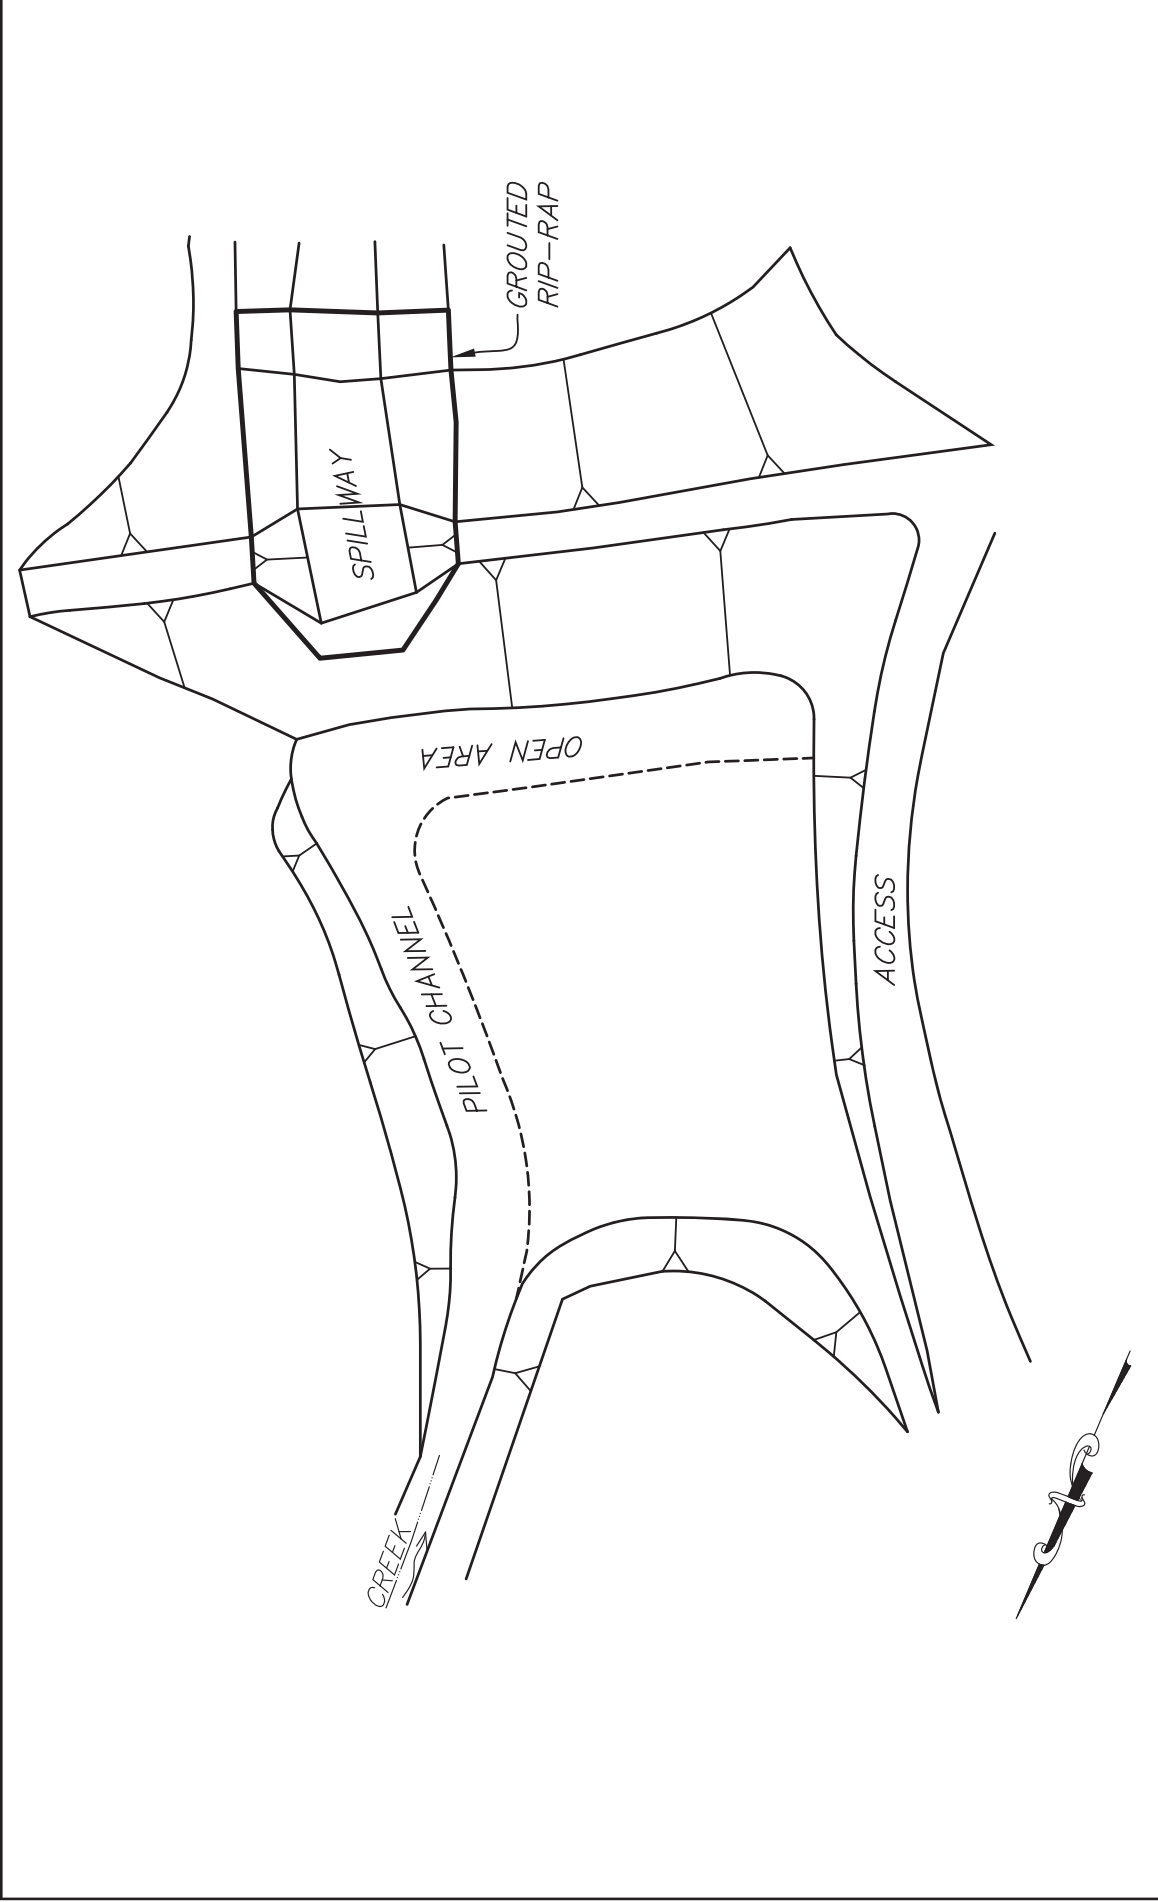 GROUTED
RIP-RAP
SPILLWAY
OPEN AREA
PILOT CHANNEL
ACCESS
CREEK